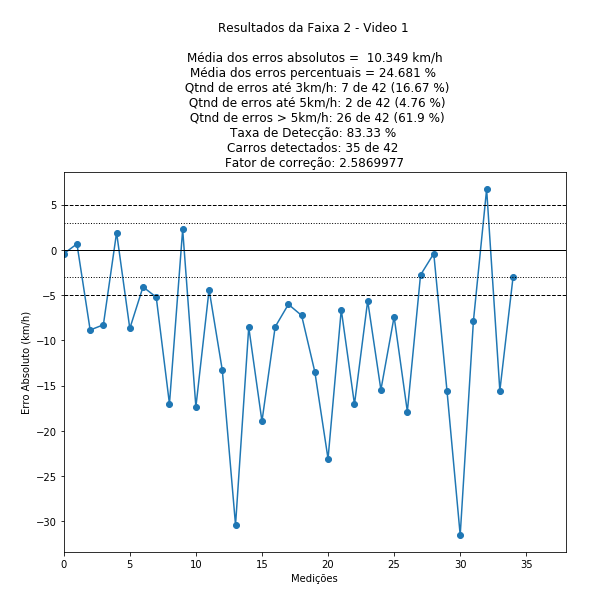 Resultados da Faixa 2 - Video 1
Média dos erros absolutos =  10.349 km/h
Média dos erros percentuais = 24.681 %
Qtnd de erros até 3km/h: 7 de 42 (16.67 %)
Qtnd de erros até 5km/h: 2 de 42 (4.76 %)
Qtnd de erros > 5km/h: 26 de 42 (61.9 %)
Taxa de Detecção: 83.33 %
Carros detectados: 35 de 42
Fator de correção: 2.5869977
5
0
−5
−10
−15
−20
−25
−30
Erro Absoluto (km/h)
0 5 10 15 20 25 30 35
Medições